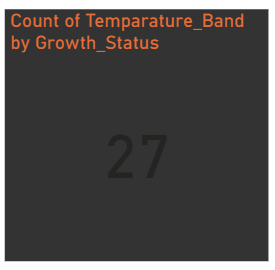 Count of Temparature_Band
by Growth_Status
27